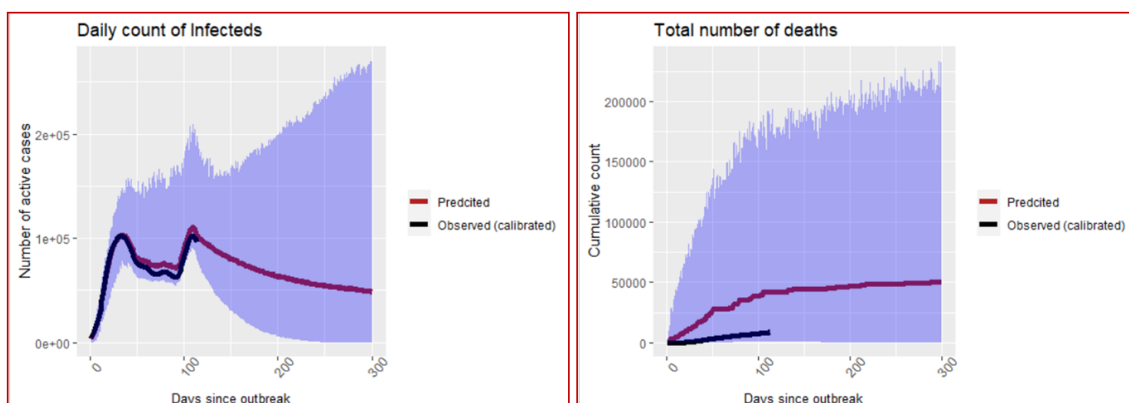 Daily count of Infecteds
Number of active cases
2e+05
1e+05
0e+00
0
100
200
300
Days since outbreak
Predcited
Observed (calibrated)
Total number of deaths
Cumulative count
200000
150000
100000
50000
0
0
100
200
300
Days since outbreak
Predcited
Observed (calibrated)